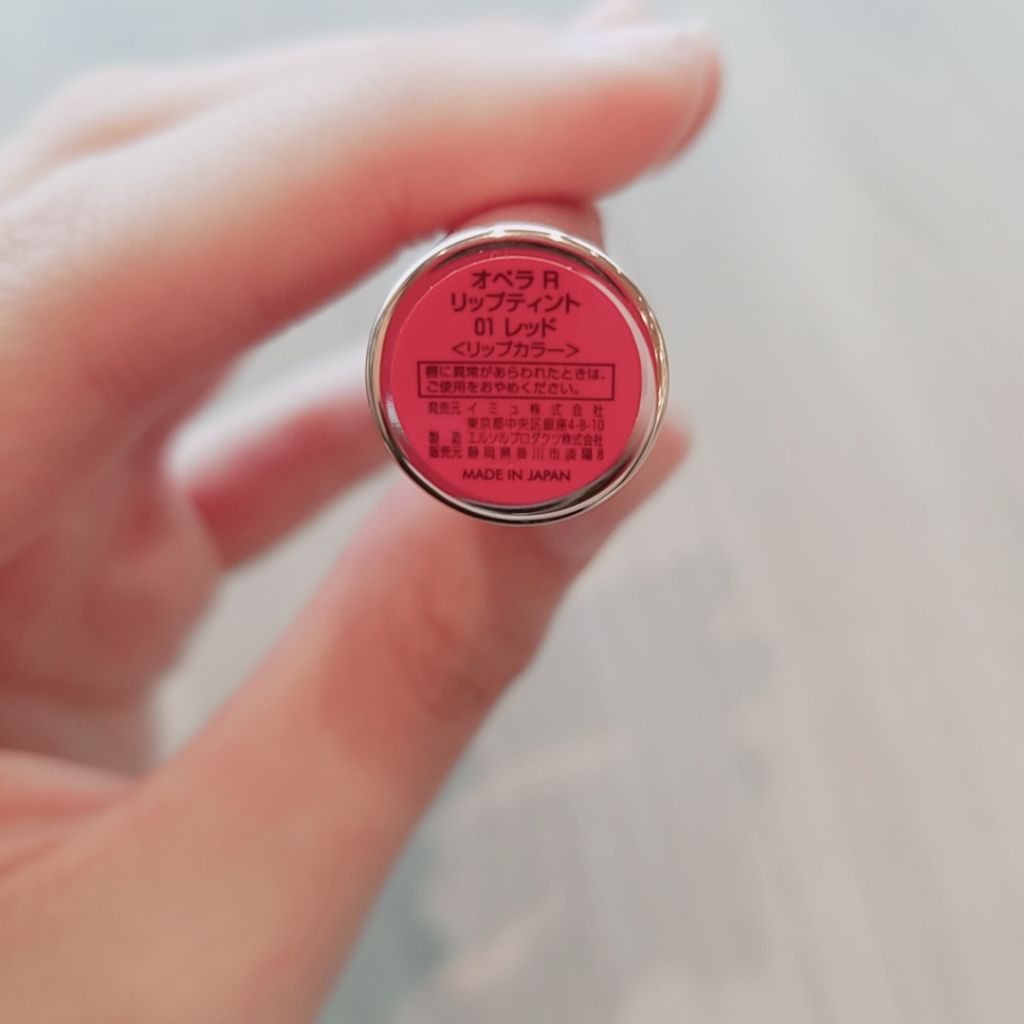 オペラ R
リップティント
01 レッド
<リップカラー>
傷に異常があらわれたときは、
ご使用をおやめください。
発売元 イミュ株式会社
東京都中央区銀座4-8-10
製造 エルソルプロダクツ株式会社
販売元 静岡県掛川市淡陽8
MADE IN JAPAN